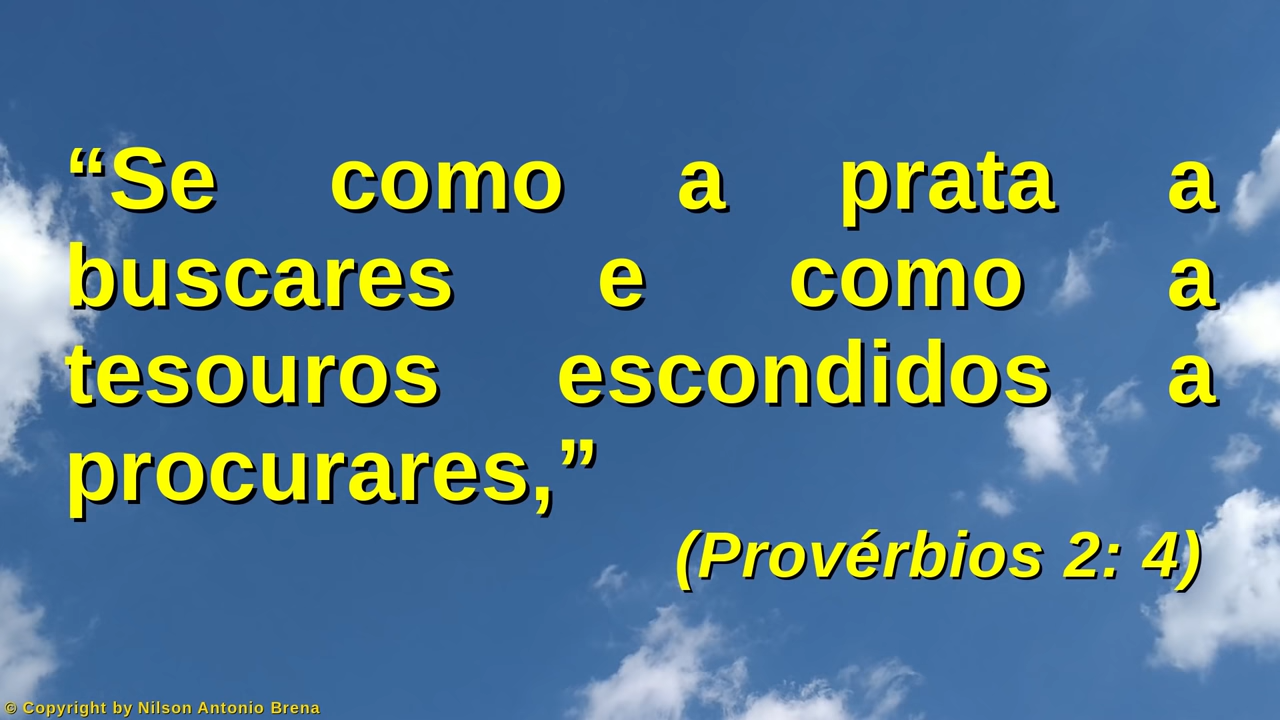 “Se como a prata a
buscares e como a
tesouros escondidos a
procurares,”
(Provérbios 2: 4)
© Copyright by Nilson Antonio Brena